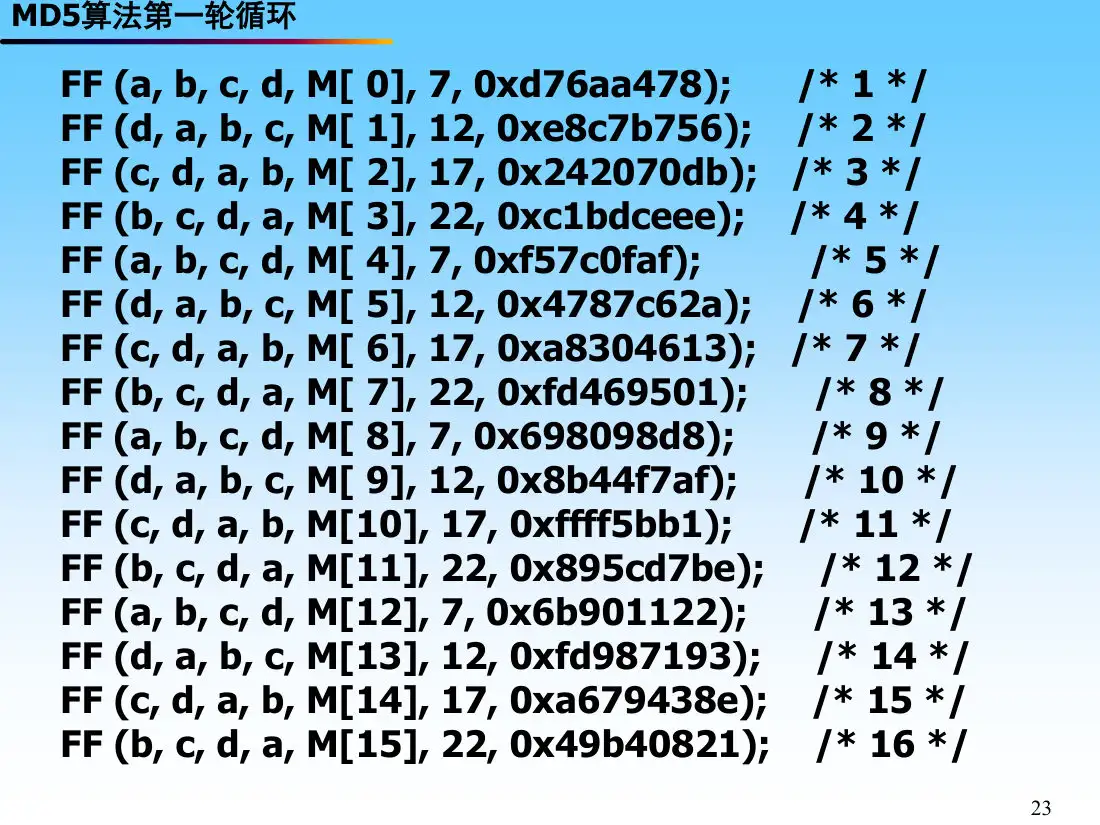 MD5算法第一轮循环
FF (a, b, c, d, M[ 0], 7, 0xd76aa478); /* 1 */
FF (d, a, b, c, M[ 1], 12, 0xe8c7b756); /* 2 */
FF (c, d, a, b, M[ 2], 17, 0x242070db); /* 3 */
FF (b, c, d, a, M[ 3], 22, 0xc1bdceee); /* 4 */
FF (a, b, c, d, M[ 4], 7, 0xf57c0faf); /* 5 */
FF (d, a, b, c, M[ 5], 12, 0x4787c62a); /* 6 */
FF (c, d, a, b, M[ 6], 17, 0xa8304613); /* 7 */
FF (b, c, d, a, M[ 7], 22, 0xfd469501); /* 8 */
FF (a, b, c, d, M[ 8], 7, 0x698098d8); /* 9 */
FF (d, a, b, c, M[ 9], 12, 0x8b44f7af); /* 10 */
FF (c, d, a, b, M[10], 17, 0xffff5bb1); /* 11 */
FF (b, c, d, a, M[11], 22, 0x895cd7be); /* 12 */
FF (a, b, c, d, M[12], 7, 0x6b901122); /* 13 */
FF (d, a, b, c, M[13], 12, 0xfd987193); /* 14 */
FF (c, d, a, b, M[14], 17, 0xa679438e); /* 15 */
FF (b, c, d, a, M[15], 22, 0x49b40821); /* 16 */
23